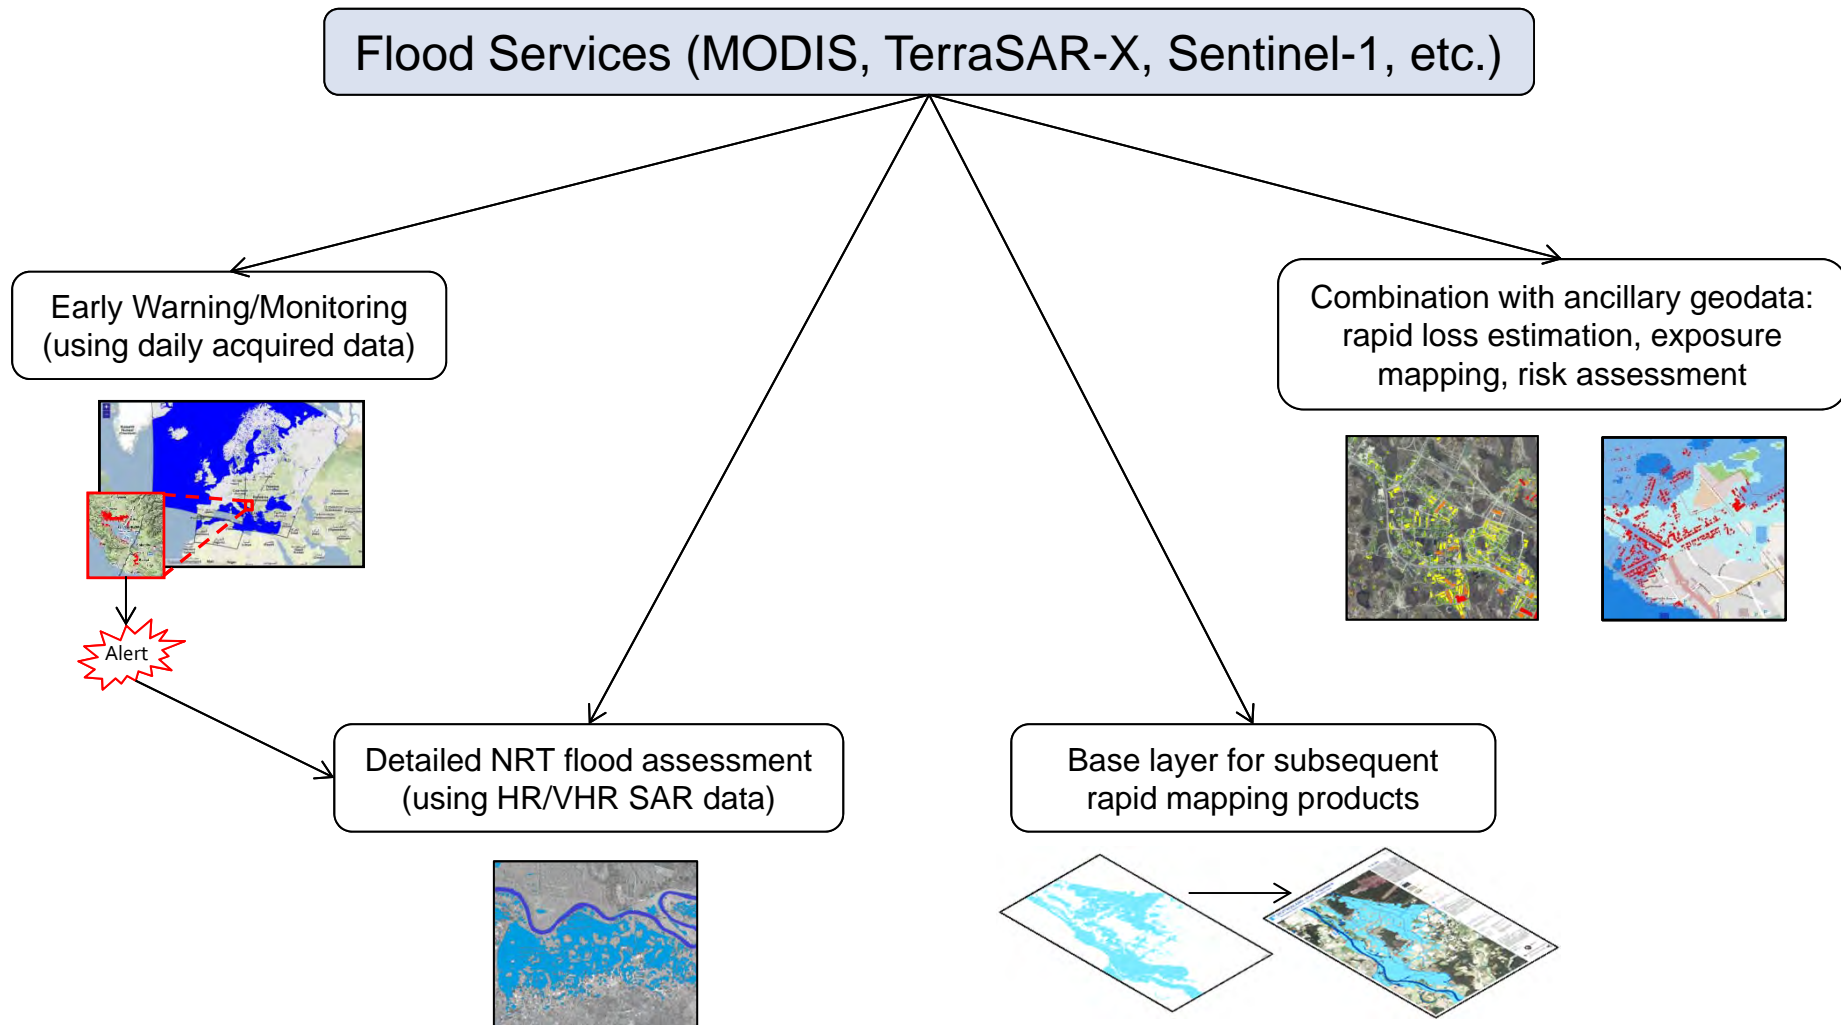 Flood Services (MODIS, TerraSAR-X, Sentinel-1, etc.)
Early Warning/Monitoring
(using daily acquired data)
Combination with ancillary geodata:
rapid loss estimation, exposure
mapping, risk assessment
Alert
Detailed NRT flood assessment
(using HR/VHR SAR data)
Base layer for subsequent
rapid mapping products